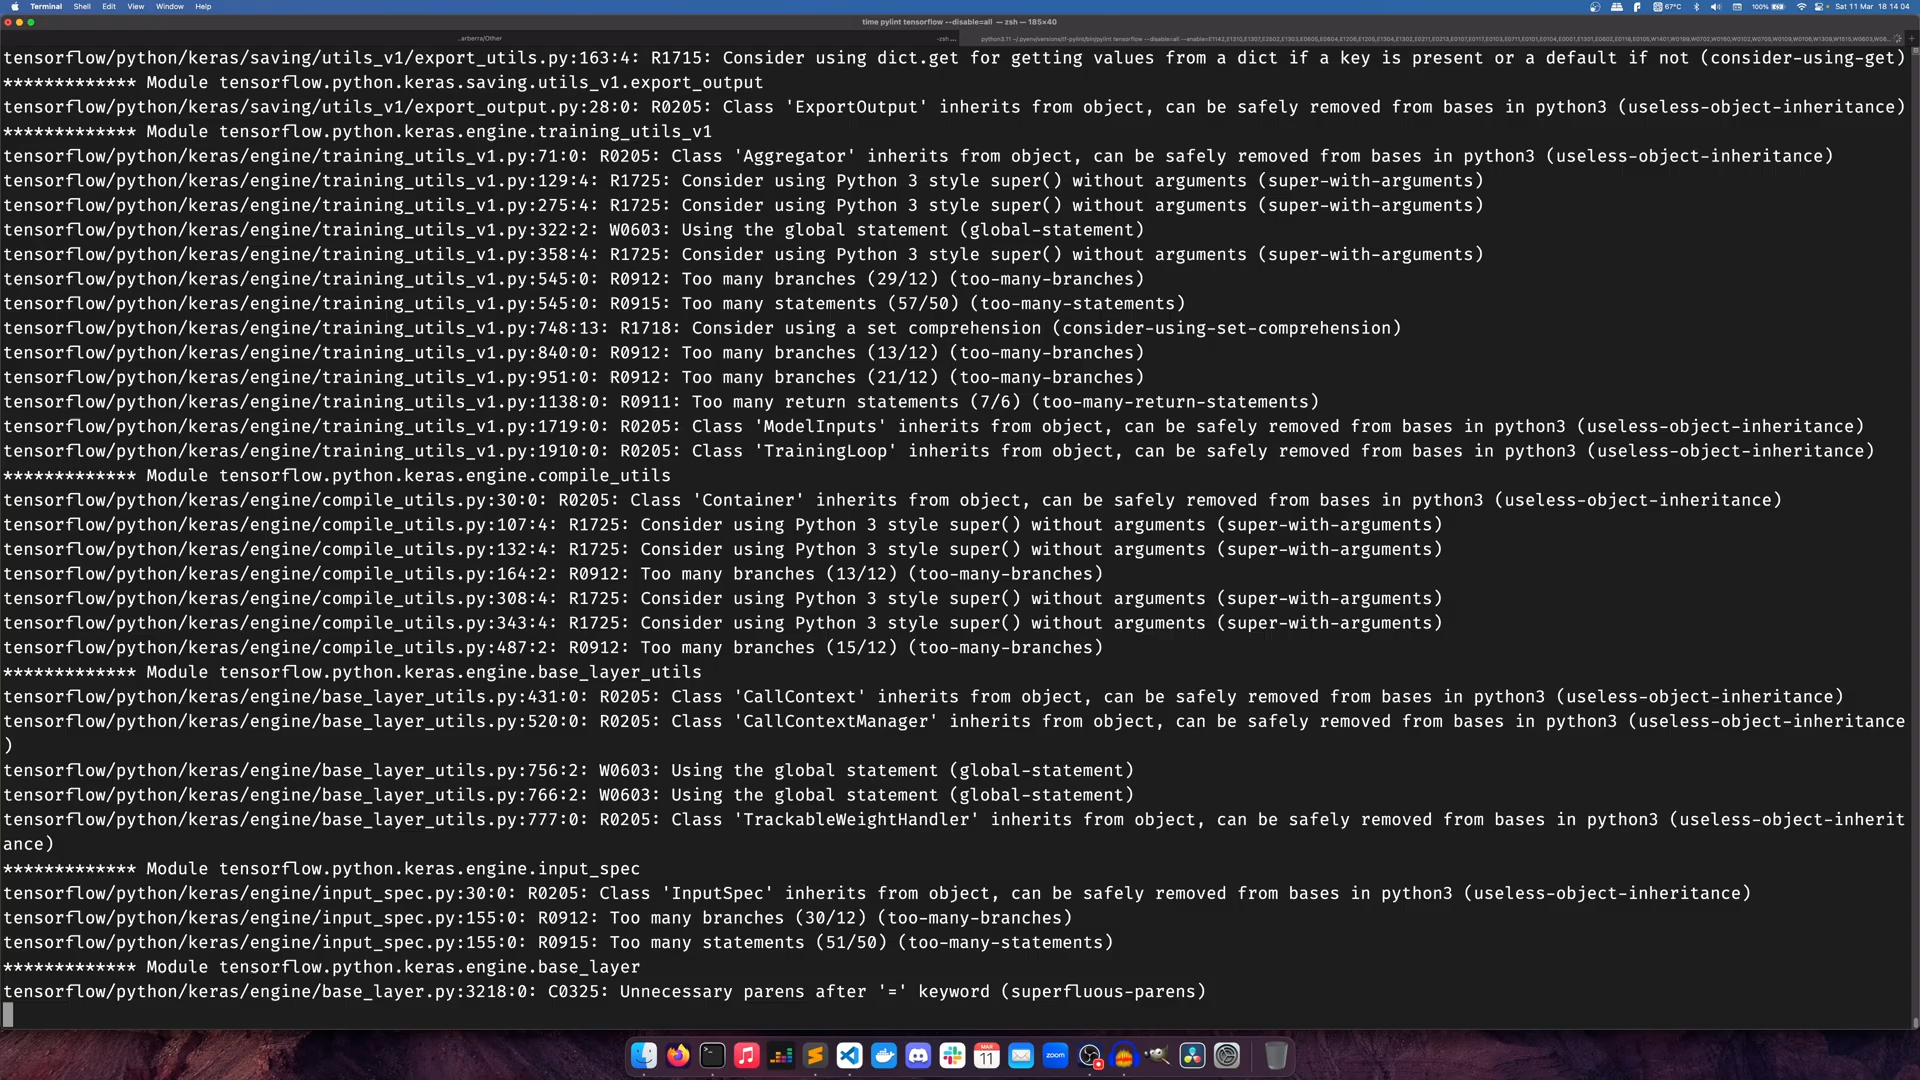 Terminal Shell Edit View Window Help 67°C 100% Sat 11 Mar 18 14 04
time pylint tensorflow --disable=all — zsh — 185×40
..arberra/Other -zsh ...
tensorflow/python/keras/saving/utils_v1/export_utils.py:163:4: R1715: Consider using dict.get for getting values from a dict if a key is present or a default if not (consider-using-get)
************* Module tensorflow.python.keras.saving.utils_v1.export_output
tensorflow/python/keras/saving/utils_v1/export_output.py:28:0: R0205: Class 'ExportOutput' inherits from object, can be safely removed from bases in python3 (useless-object-inheritance)
************* Module tensorflow.python.keras.engine.training_utils_v1
tensorflow/python/keras/engine/training_utils_v1.py:71:0: R0205: Class 'Aggregator' inherits from object, can be safely removed from bases in python3 (useless-object-inheritance)
tensorflow/python/keras/engine/training_utils_v1.py:129:4: R1725: Consider using Python 3 style super() without arguments (super-with-arguments)
tensorflow/python/keras/engine/training_utils_v1.py:275:4: R1725: Consider using Python 3 style super() without arguments (super-with-arguments)
tensorflow/python/keras/engine/training_utils_v1.py:322:2: W0603: Using the global statement (global-statement)
tensorflow/python/keras/engine/training_utils_v1.py:358:4: R1725: Consider using Python 3 style super() without arguments (super-with-arguments)
tensorflow/python/keras/engine/training_utils_v1.py:545:0: R0912: Too many branches (29/12) (too-many-branches)
tensorflow/python/keras/engine/training_utils_v1.py:545:0: R0915: Too many statements (57/50) (too-many-statements)
tensorflow/python/keras/engine/training_utils_v1.py:748:13: R1718: Consider using a set comprehension (consider-using-set-comprehension)
tensorflow/python/keras/engine/training_utils_v1.py:840:0: R0912: Too many branches (13/12) (too-many-branches)
tensorflow/python/keras/engine/training_utils_v1.py:951:0: R0912: Too many branches (21/12) (too-many-branches)
tensorflow/python/keras/engine/training_utils_v1.py:1138:0: R0911: Too many return statements (7/6) (too-many-return-statements)
tensorflow/python/keras/engine/training_utils_v1.py:1719:0: R0205: Class 'ModelInputs' inherits from object, can be safely removed from bases in python3 (useless-object-inheritance)
tensorflow/python/keras/engine/training_utils_v1.py:1910:0: R0205: Class 'TrainingLoop' inherits from object, can be safely removed from bases in python3 (useless-object-inheritance)
************* Module tensorflow.python.keras.engine.compile_utils
tensorflow/python/keras/engine/compile_utils.py:30:0: R0205: Class 'Container' inherits from object, can be safely removed from bases in python3 (useless-object-inheritance)
tensorflow/python/keras/engine/compile_utils.py:107:4: R1725: Consider using Python 3 style super() without arguments (super-with-arguments)
tensorflow/python/keras/engine/compile_utils.py:132:4: R1725: Consider using Python 3 style super() without arguments (super-with-arguments)
tensorflow/python/keras/engine/compile_utils.py:164:2: R0912: Too many branches (13/12) (too-many-branches)
tensorflow/python/keras/engine/compile_utils.py:308:4: R1725: Consider using Python 3 style super() without arguments (super-with-arguments)
tensorflow/python/keras/engine/compile_utils.py:343:4: R1725: Consider using Python 3 style super() without arguments (super-with-arguments)
tensorflow/python/keras/engine/compile_utils.py:487:2: R0912: Too many branches (15/12) (too-many-branches)
************* Module tensorflow.python.keras.engine.base_layer_utils
tensorflow/python/keras/engine/base_layer_utils.py:431:0: R0205: Class 'CallContext' inherits from object, can be safely removed from bases in python3 (useless-object-inheritance)
tensorflow/python/keras/engine/base_layer_utils.py:520:0: R0205: Class 'CallContextManager' inherits from object, can be safely removed from bases in python3 (useless-object-inheritance
)
tensorflow/python/keras/engine/base_layer_utils.py:756:2: W0603: Using the global statement (global-statement)
tensorflow/python/keras/engine/base_layer_utils.py:766:2: W0603: Using the global statement (global-statement)
tensorflow/python/keras/engine/base_layer_utils.py:777:0: R0205: Class 'TrackableWeightHandler' inherits from object, can be safely removed from bases in python3 (useless-object-inherit
ance)
************* Module tensorflow.python.keras.engine.input_spec
tensorflow/python/keras/engine/input_spec.py:30:0: R0205: Class 'InputSpec' inherits from object, can be safely removed from bases in python3 (useless-object-inheritance)
tensorflow/python/keras/engine/input_spec.py:155:0: R0912: Too many branches (30/12) (too-many-branches)
tensorflow/python/keras/engine/input_spec.py:155:0: R0915: Too many statements (51/50) (too-many-statements)
************* Module tensorflow.python.keras.engine.base_layer
tensorflow/python/keras/engine/base_layer.py:3218:0: C0325: Unnecessary parens after '=' keyword (superfluous-parens)
MAR
11
zoom